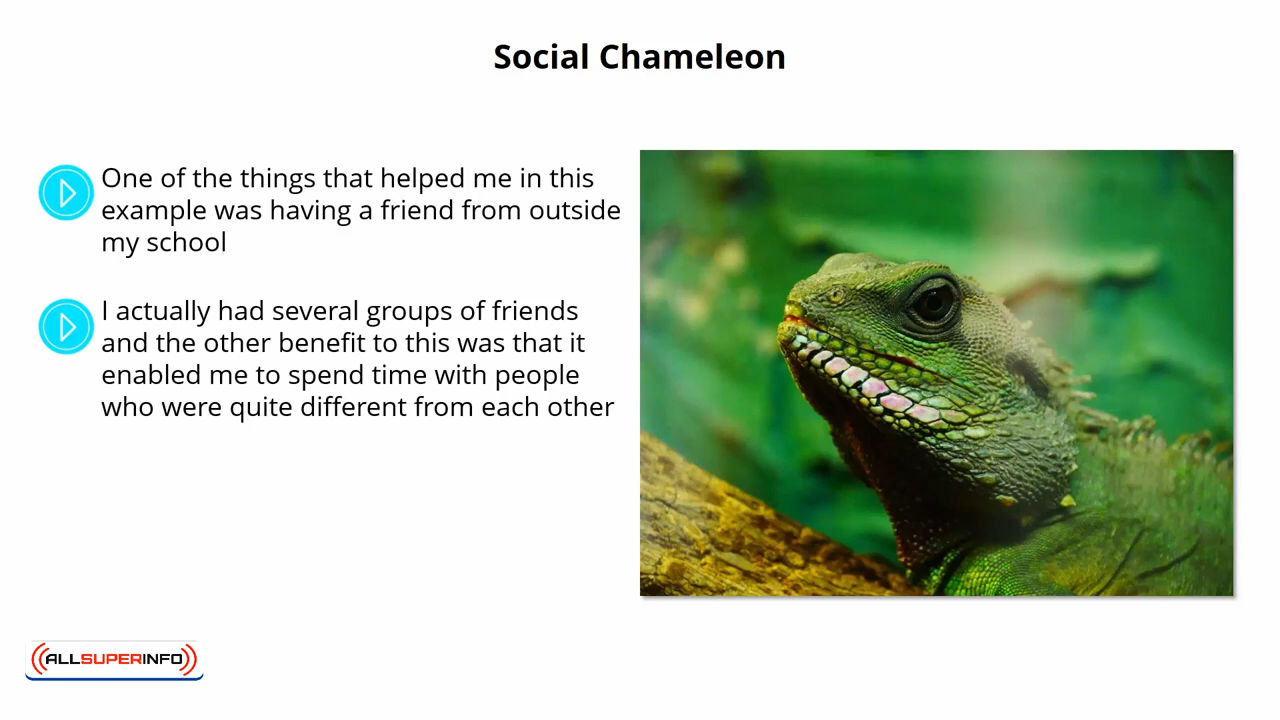 Social Chameleon
One of the things that helped me in this
example was having a friend from outside
my school
I actually had several groups of friends
and the other benefit to this was that it
enabled me to spend time with people
who were quite different from each other
ALLSUPERINFO